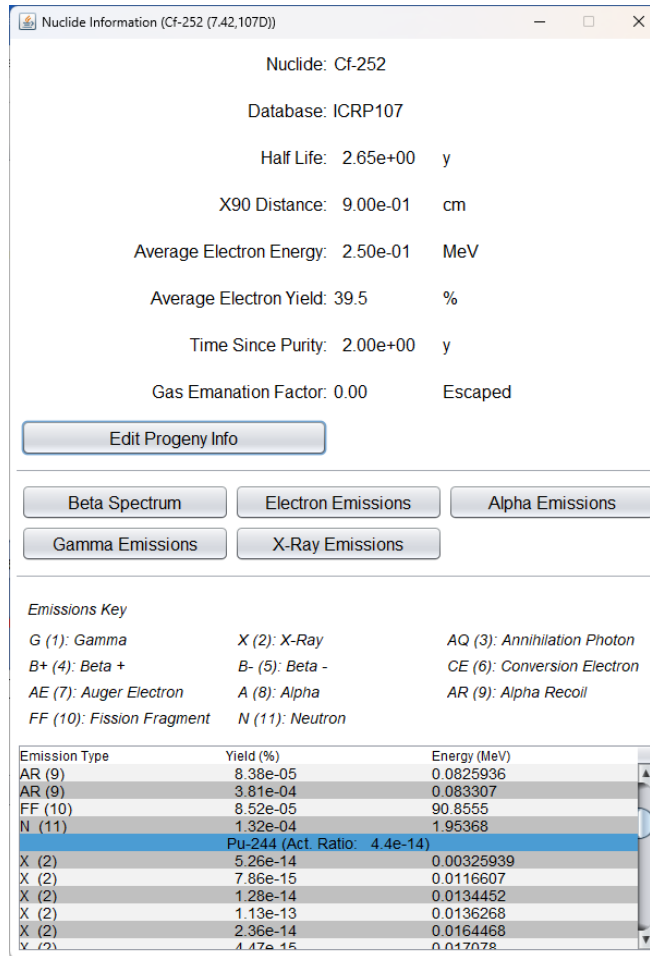 Nuclide Information (Cf-252 (7.42,107D))
Nuclide: Cf-252
Database: ICRP107
Half Life: 2.65e+00 y
X90 Distance: 9.00e-01 cm
Average Electron Energy: 2.50e-01 MeV
Average Electron Yield: 39.5 %
Time Since Purity: 2.00e+00 y
Gas Emanation Factor: 0.00 Escaped
Edit Progeny Info
Beta Spectrum Electron Emissions Alpha Emissions
Gamma Emissions X-Ray Emissions
Emissions Key
G (1): Gamma X (2): X-Ray AQ (3): Annihilation Photon
B+ (4): Beta + B- (5): Beta - CE (6): Conversion Electron
AE (7): Auger Electron A (8): Alpha AR (9): Alpha Recoil
FF (10): Fission Fragment N (11): Neutron
Emission Type Yield (%) Energy (MeV)
AR (9) 8.38e-05 0.0825936
AR (9) 3.81e-04 0.083307
FF (10) 8.52e-05 90.8555
N (11) 1.32e-04 1.95368
Pu-244 (Act. Ratio: 4.4e-14)
X (2) 5.26e-14 0.00325939
X (2) 7.86e-15 0.0116607
X (2) 1.28e-14 0.0134452
X (2) 1.13e-13 0.0136268
X (2) 2.36e-14 0.0164468
X (2) 4.47e-15 0.017078